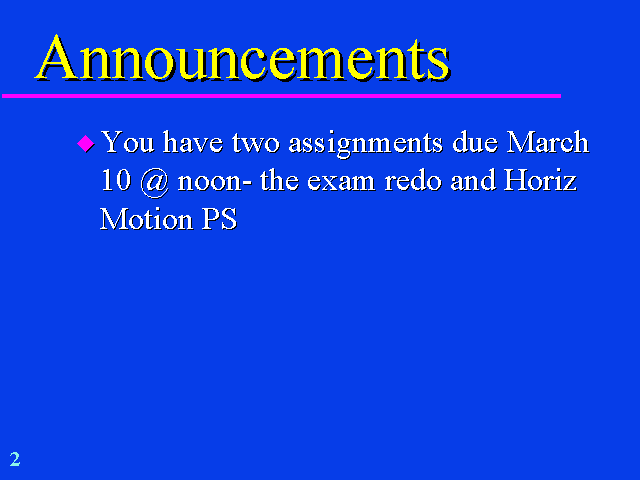 Announcements
You have two assignments due March
10 @ noon- the exam redo and Horiz
Motion PS
2